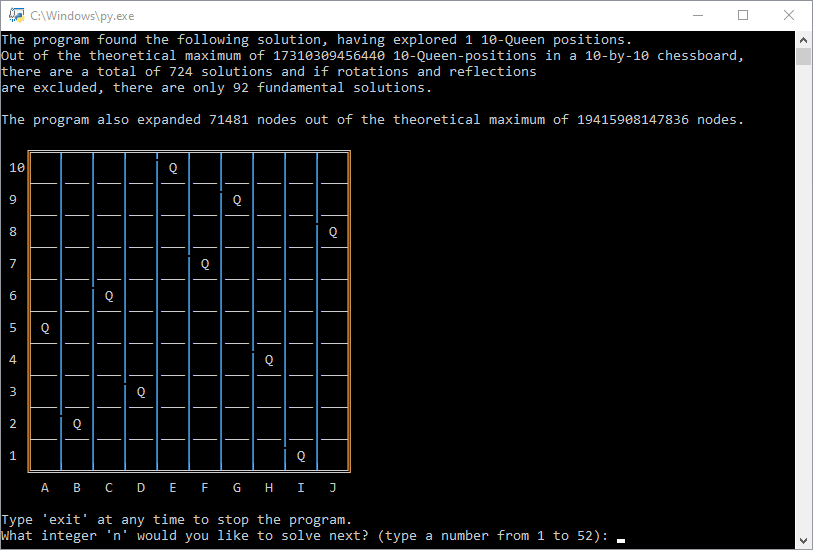 C:\Windows\py.exe
The program found the following solution, having explored 1 10-Queen positions.
Out of the theoretical maximum of 17310309456440 10-Queen-positions in a 10-by-10 chessboard,
there are a total of 724 solutions and if rotations and reflections
are excluded, there are only 92 fundamental solutions.
The program also expanded 71481 nodes out of the theoretical maximum of 19415908147836 nodes.
10 Q
9 Q
8 Q
7 Q
6 Q
5 Q
4 Q
3 Q
2 Q
1 Q
A B C D E F G H I J
Type 'exit' at any time to stop the program.
What integer 'n' would you like to solve next? (type a number from 1 to 52):